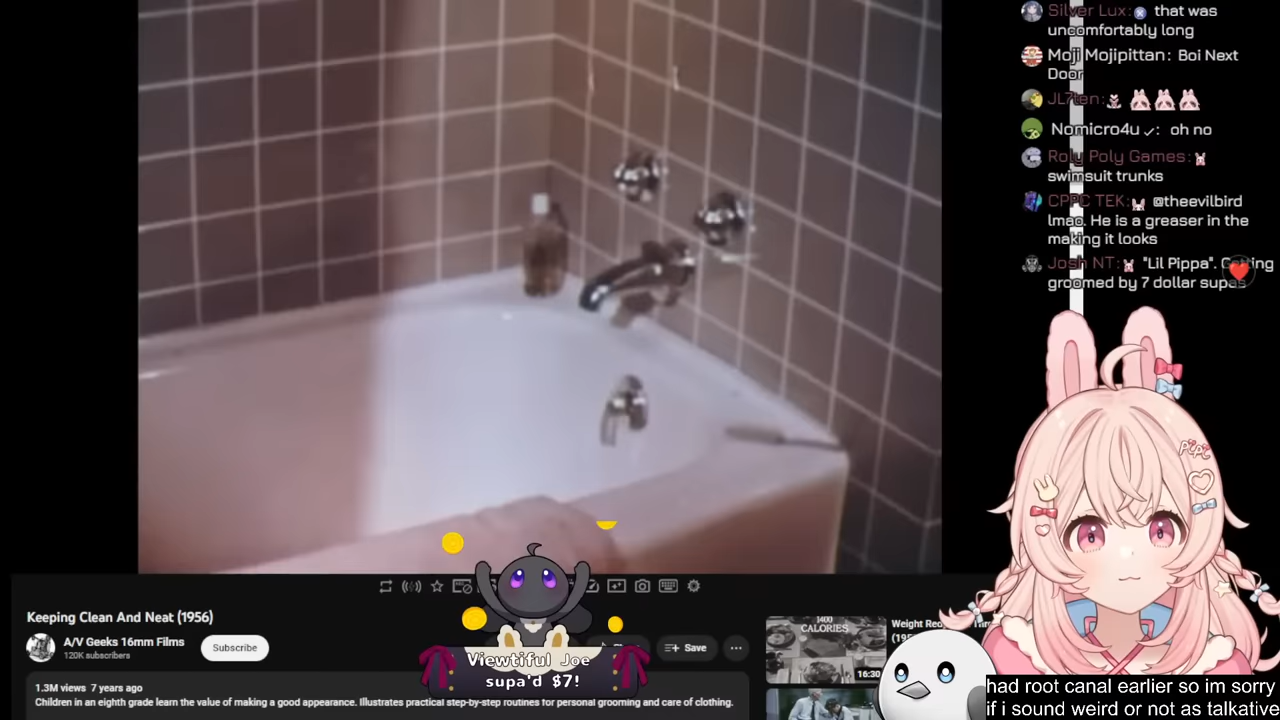 Silver Lux: that was
uncomfortably long
Moji Mojipittan: Boi Next
Door
JL7ten:
Nomicro4u ✓: oh no
Roly Poly Games:
swimsuit trunks
CPPC TEK: @theevilbird
lmao. He is a greaser in the
making it looks
Josh NT: "Lil Pippa". Getting
groomed by 7 dollar supas
Pipi
Keeping Clean And Neat (1956)
A/V Geeks 16mm Films
120K subscribers
Subscribe
Save
1.3M views 7 years ago
Children in an eighth grade learn the value of making a good appearance. Illustrates practical step-by-step routines for personal grooming and care of clothing.
Viewtiful Joe
supa'd $7!
1400
CALORIES
16:30
Weight Red
had root canal earlier so im sorry
if i sound weird or not as talkative